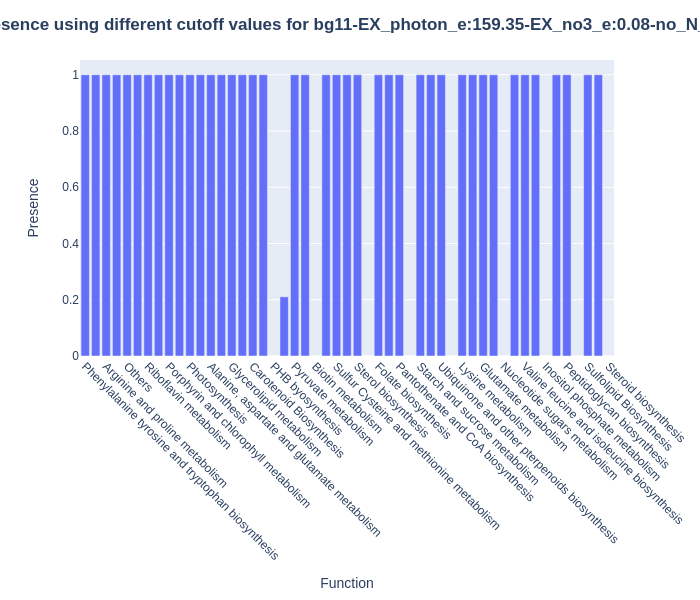 sence using different cutoff values for bg11-EX_photon_e:159.35-EX_no3_e:0.08-no_N_
1
0.8
0.6
0.4
0.2
0
Presence
Phenylalanine tyrosine and tryptophan biosynthesis
Arginine and proline metabolism
Others
Riboflavin metabolism
Porphyrin and chlorophyll metabolism
Photosynthesis
Alanine, aspartate and glutamate metabolism
Glycerolipid metabolism
Carotenoid Biosynthesis
PHB byosynthesis
Pyruvate metabolism
Biotin metabolism
Sulfur Cysteine and methionine metabolism
Sterol biosynthesis
Folate biosynthesis
Pantothenate and CoA biosynthesis
Starch and sucrose metabolism
Ubiquinone and other pterpenoids biosynthesis
Lysine metabolism
Glutamate metabolism
Nucleotide sugars metabolism
Valine leucine and isoleucine biosynthesis
Inositol phosphate metabolism
Peptidoglycan biosynthesis
Sulfolipid Biosynthesis
Steroid biosynthesis
Function